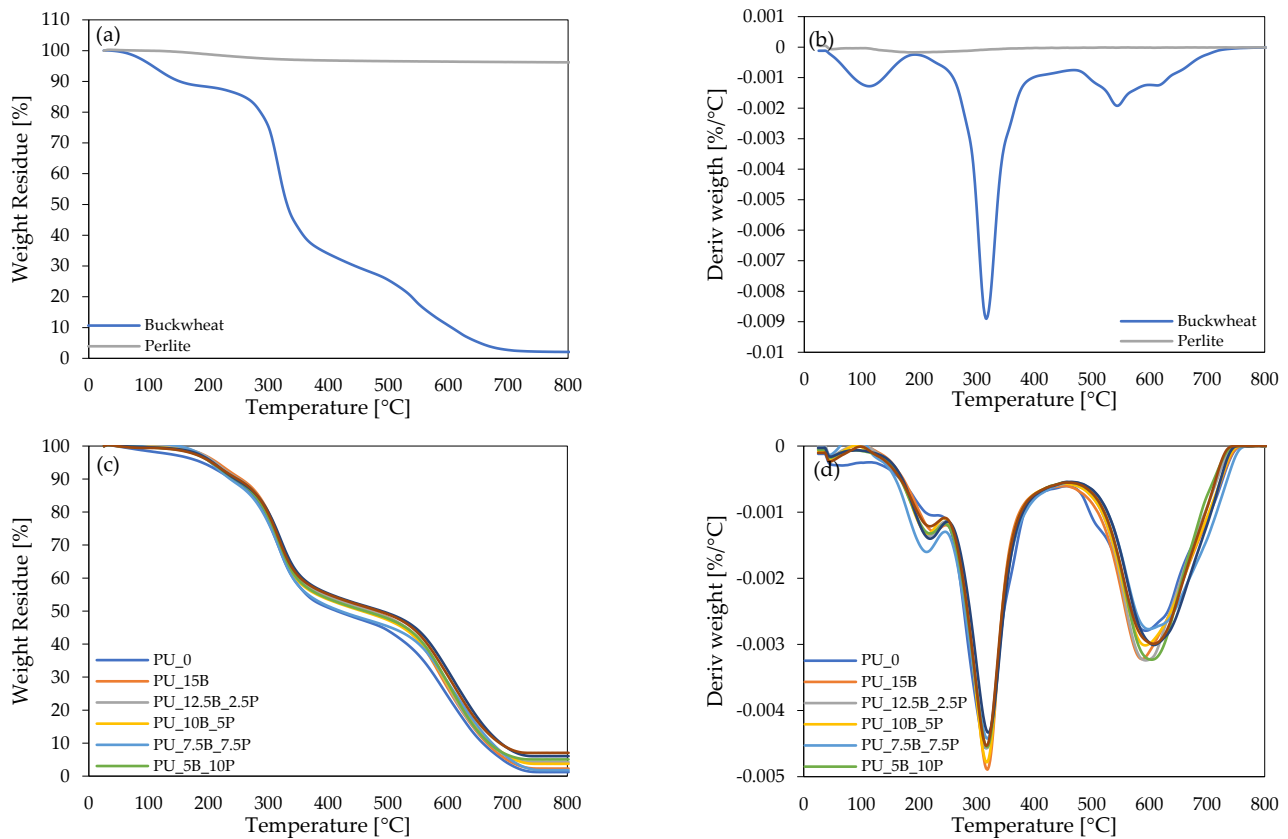 (a)
Weight Residue [%]
110
100
90
80
70
60
50
40
30
20
10
0
Buckwheat
Perlite
0 100 200 300 400 500 600 700 800
Temperature [°C]
(b)
Deriv weigth [%/°C]
0.001
0
-0.001
-0.002
-0.003
-0.004
-0.005
-0.006
-0.007
-0.008
-0.009
-0.01
Buckwheat
Perlite
0 100 200 300 400 500 600 700 800
Temperature [°C]
(c)
Weight Residue [%]
100
90
80
70
60
50
40
30
20
10
0
PU_0
PU_15B
PU_12.5B_2.5P
PU_10B_5P
PU_7.5B_7.5P
PU_5B_10P
0 100 200 300 400 500 600 700 800
Temperature [°C]
(d)
Deriv weight [%/°C]
0
-0.001
-0.002
-0.003
-0.004
-0.005
PU_0
PU_15B
PU_12.5B_2.5P
PU_10B_5P
PU_7.5B_7.5P
PU_5B_10P
0 100 200 300 400 500 600 700 800
Temperature [°C]